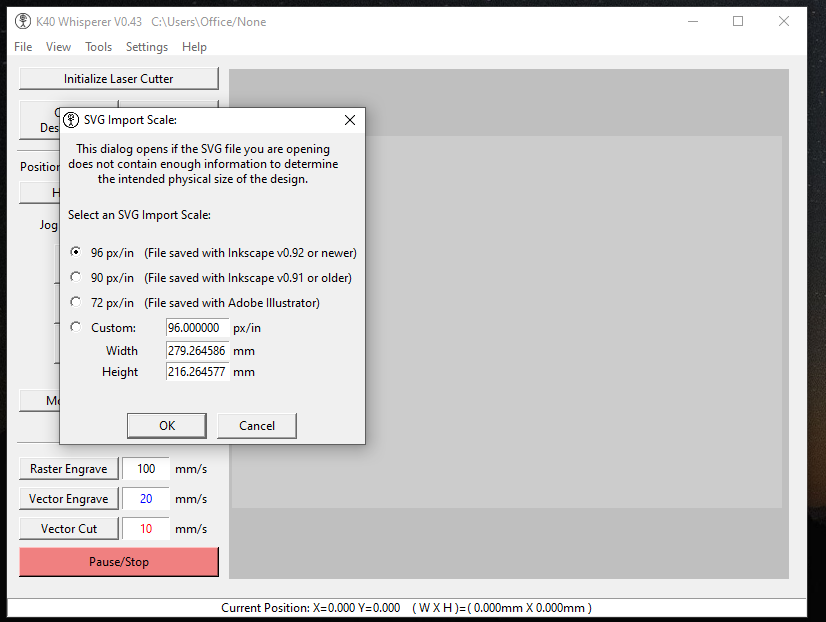 K40 Whisperer V0.43 C:\Users/Office/None
File View Tools Settings Help
Initialize Laser Cutter
SVG Import Scale:
This dialog opens if the SVG file you are opening
does not contain enough information to determine
the intended physical size of the design.
Position
H
Jog
Select an SVG Import Scale:
96 px/in (File saved with Inkscape v0.92 or newer)
90 px/in (File saved with Inkscape v0.91 or older)
72 px/in (File saved with Adobe Illustrator)
Custom: 96.000000 px/in
Width 279.264586 mm
Height 216.264577 mm
OK Cancel
Raster Engrave 100 mm/s
Vector Engrave 20 mm/s
Vector Cut 10 mm/s
Pause/Stop
Current Position: X=0.000 Y=0.000 ( W X H )=( 0.000mm X 0.000mm )